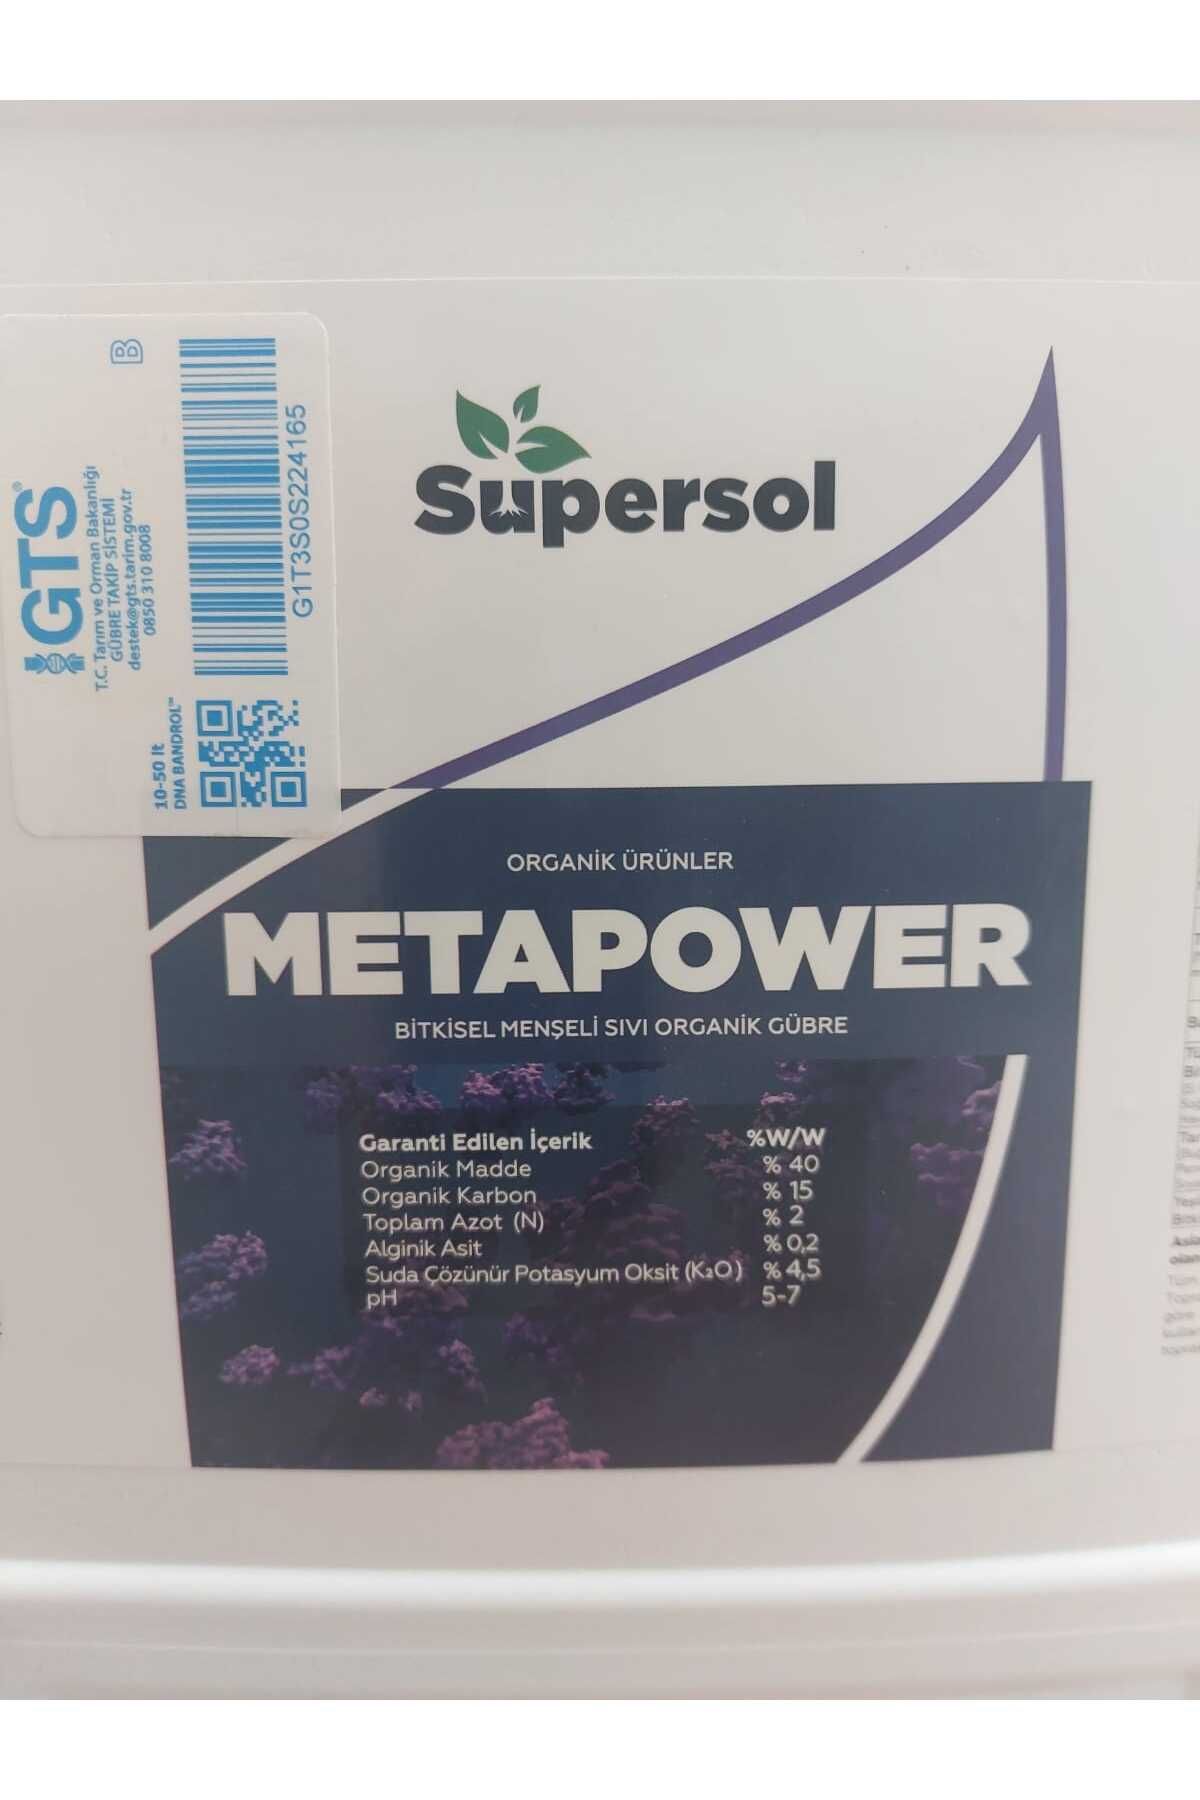 GTS®
T.C. Tarım ve Orman Bakanlığı
GÜBRE TAKİP SİSTEMİ
destek@gts.tarim.gov.tr
0850 310 8008
B
G1T3S0S224165
10-50 lt
DNA BANDROL™
Supersol
ORGANİK ÜRÜNLER
METAPOWER
BİTKİSEL MENŞELİ SIVI ORGANİK GÜBRE
Garanti Edilen İçerik %W/W
Organik Madde % 40
Organik Karbon % 15
Toplam Azot (N) % 2
Alginik Asit % 0,2
Suda Çözünür Potasyum Oksit (K₂O) % 4,5
pH 5-7